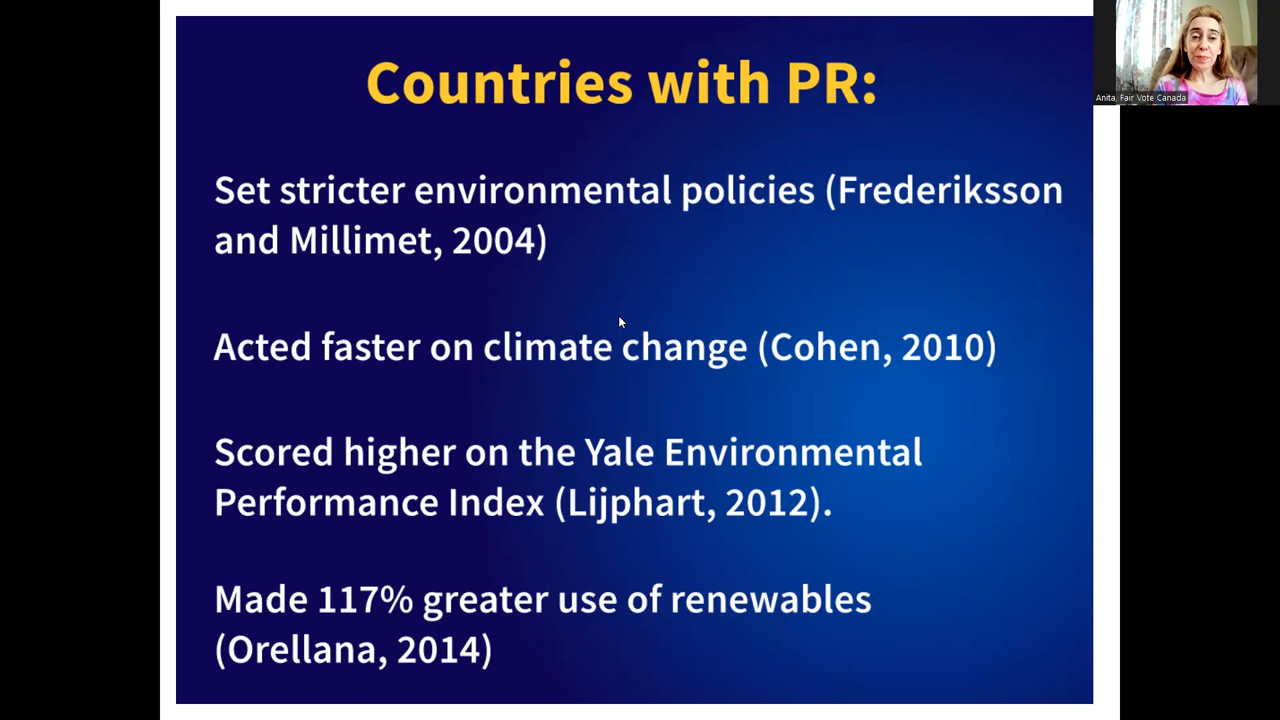 Countries with PR:
Set stricter environmental policies (Frederiksson
and Millimet, 2004)
Acted faster on climate change (Cohen, 2010)
Scored higher on the Yale Environmental
Performance Index (Lijphart, 2012).
Made 117% greater use of renewables
(Orellana, 2014)
Anita, Fair Vote Canada